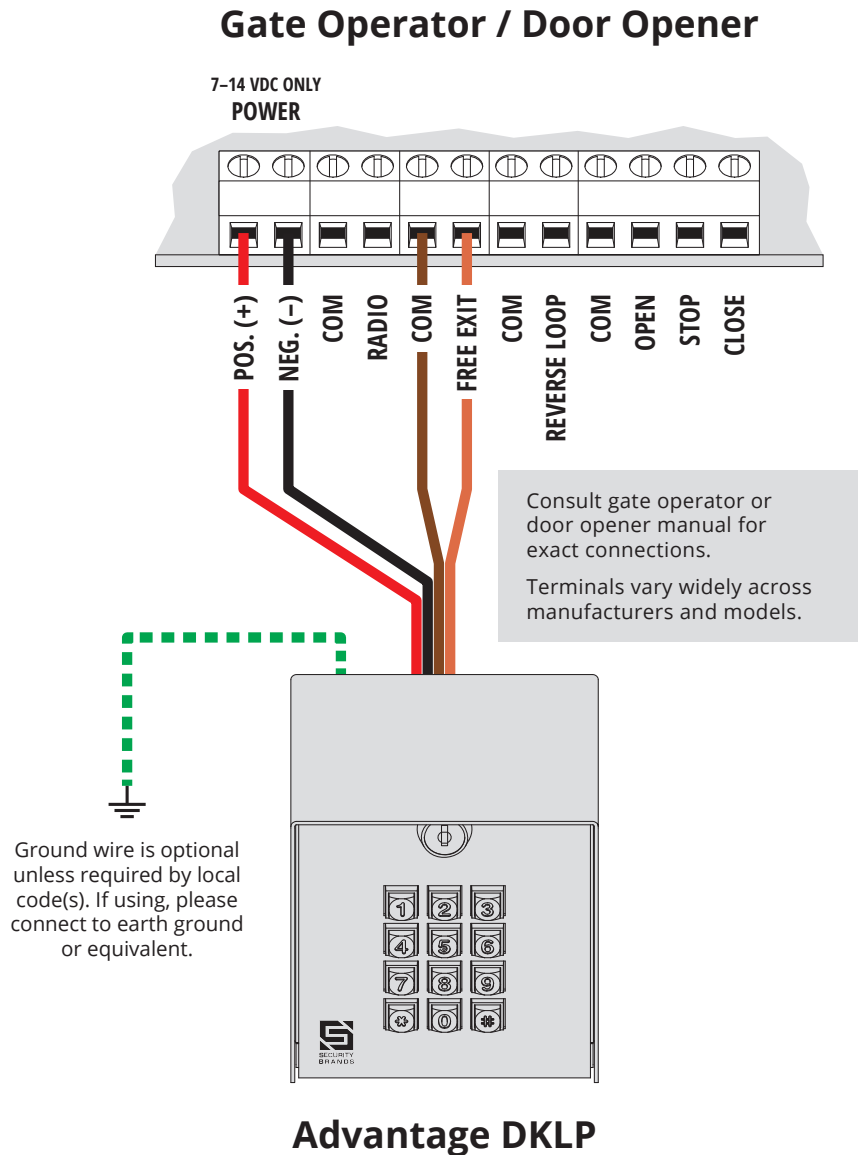 Gate Operator / Door Opener
7–14 VDC ONLY
POWER
POS. (+)
NEG. (–)
COM
RADIO
COM
FREE EXIT
COM
REVERSE LOOP
COM
OPEN
STOP
CLOSE
Consult gate operator or
door opener manual for
exact connections.
Terminals vary widely across
manufacturers and models.
Ground wire is optional
unless required by local
code(s). If using, please
connect to earth ground
or equivalent.
1 2 3
4 5 6
7 8 9
* 0 #
SECURITY
BRANDS
Advantage DKLP